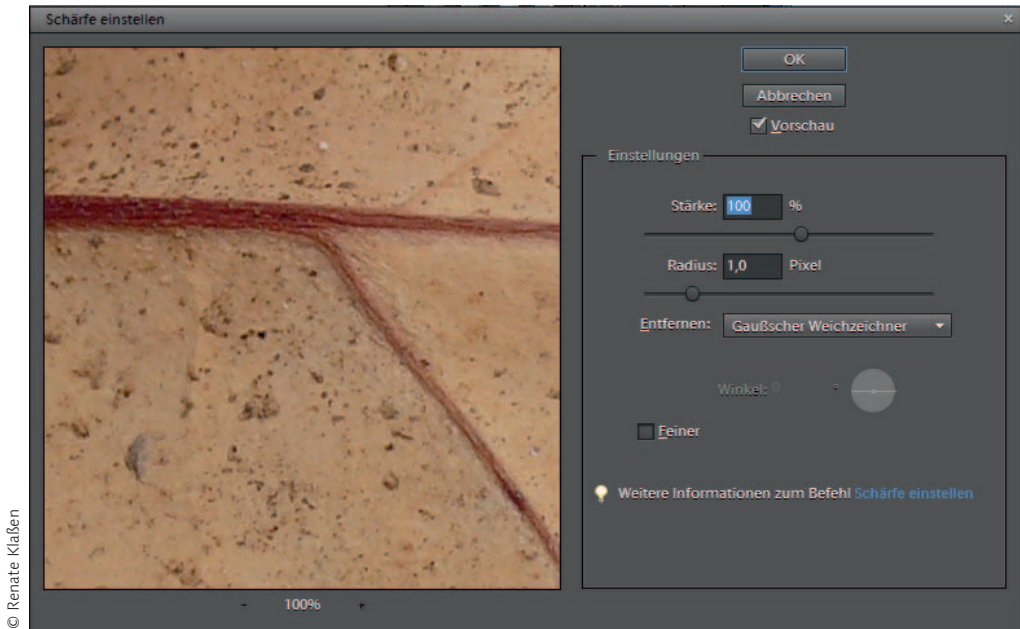 Schärfe einstellen
OK
Abbrechen
Vorschau
Einstellungen
Stärke: 100 %
Radius: 1,0 Pixel
Entfernen: Gaußscher Weichzeichner
Winkel: 0 °
Feiner
Weitere Informationen zum Befehl Schärfe einstellen
- 100% +
© Renate Klaßen